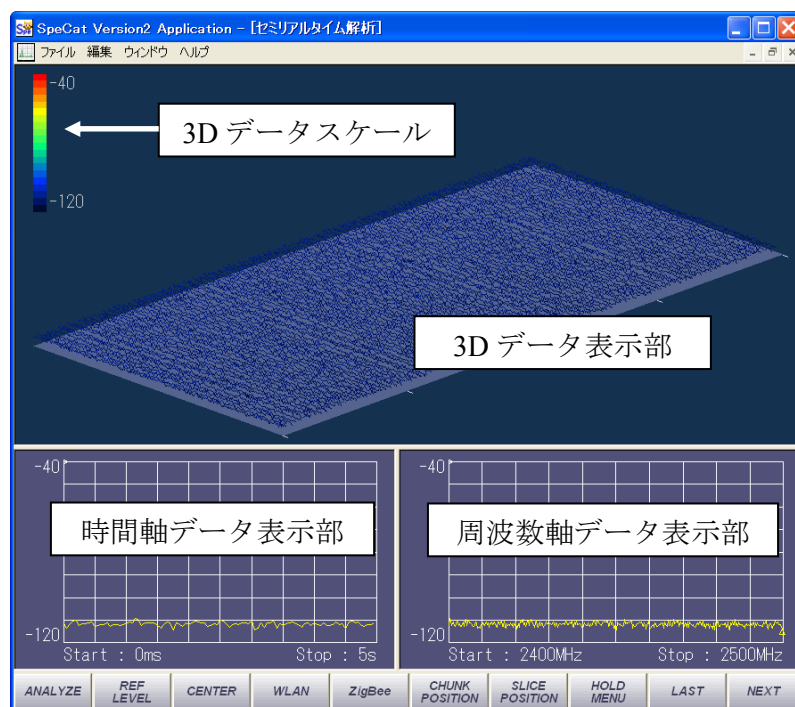 SpeCat Version2 Application - [セミリアルタイム解析]
ファイル 編集 ウィンドウ ヘルプ
-40
3D データスケール
-120
3D データ表示部
-40
時間軸データ表示部
-120
Start : 0ms Stop : 5s
-40
周波数軸データ表示部
-120
4
Start : 2400MHz Stop : 2500MHz
ANALYZE REF LEVEL CENTER WLAN ZigBee CHUNK POSITION SLICE POSITION HOLD MENU LAST NEXT